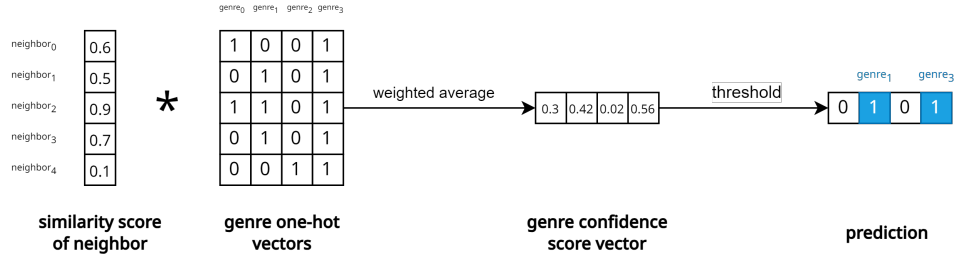 genre0 genre1 genre2 genre3
neighbor0 0.6 1 0 0 1
neighbor1 0.5 0 1 0 1 genre1 genre3
neighbor2 0.9 * 1 1 0 1 weighted average 0.3 0.42 0.02 0.56 threshold 0 1 0 1
neighbor3 0.7 0 1 0 1
neighbor4 0.1 0 0 1 1
similarity score
of neighbor
genre one-hot
vectors
genre confidence
score vector
prediction